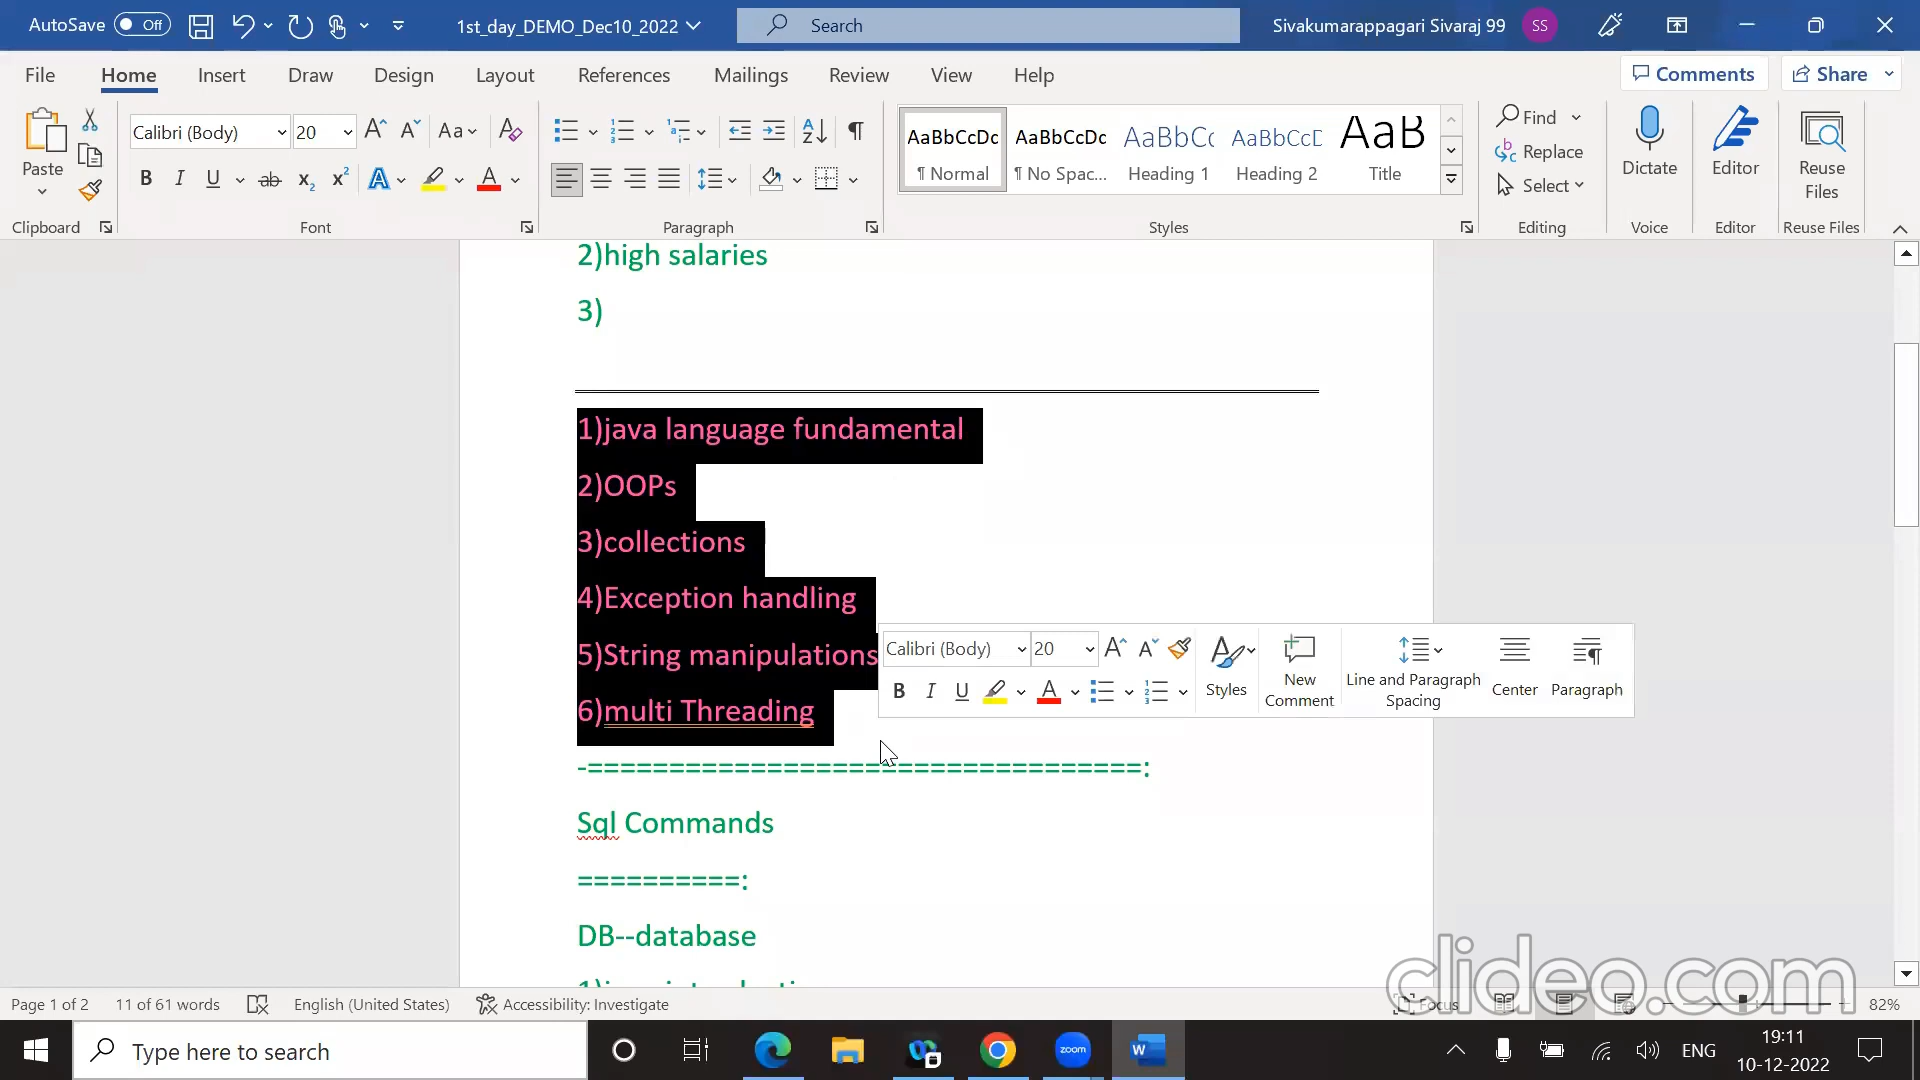 AutoSave Off 1st_day_DEMO_Dec10_2022 Search Sivakumarappagari Sivaraj 99 SS
File Home Insert Draw Design Layout References Mailings Review View Help Comments Share
Paste Calibri (Body) 20 Aa
B I U ab x2 x2 A A
AaBbCcDc AaBbCcDc AaBbCc AaBbCcD AaB
¶ Normal ¶ No Spac... Heading 1 Heading 2 Title
Find
Replace
Select
Dictate Editor Reuse Files
Clipboard Font Paragraph Styles Editing Voice Editor Reuse Files
2)high salaries
3)
1)java language fundamental
2)OOPs
3)collections
4)Exception handling
5)String manipulations
6)multi Threading
Calibri (Body) 20
B I U A
Styles New Comment Line and Paragraph Spacing Center Paragraph
-==================================:
Sql Commands
==========:
DB--database
clideo.com
Page 1 of 2 11 of 61 words English (United States) Accessibility: Investigate Focus 82%
Type here to search zoom W ENG 19:11
10-12-2022